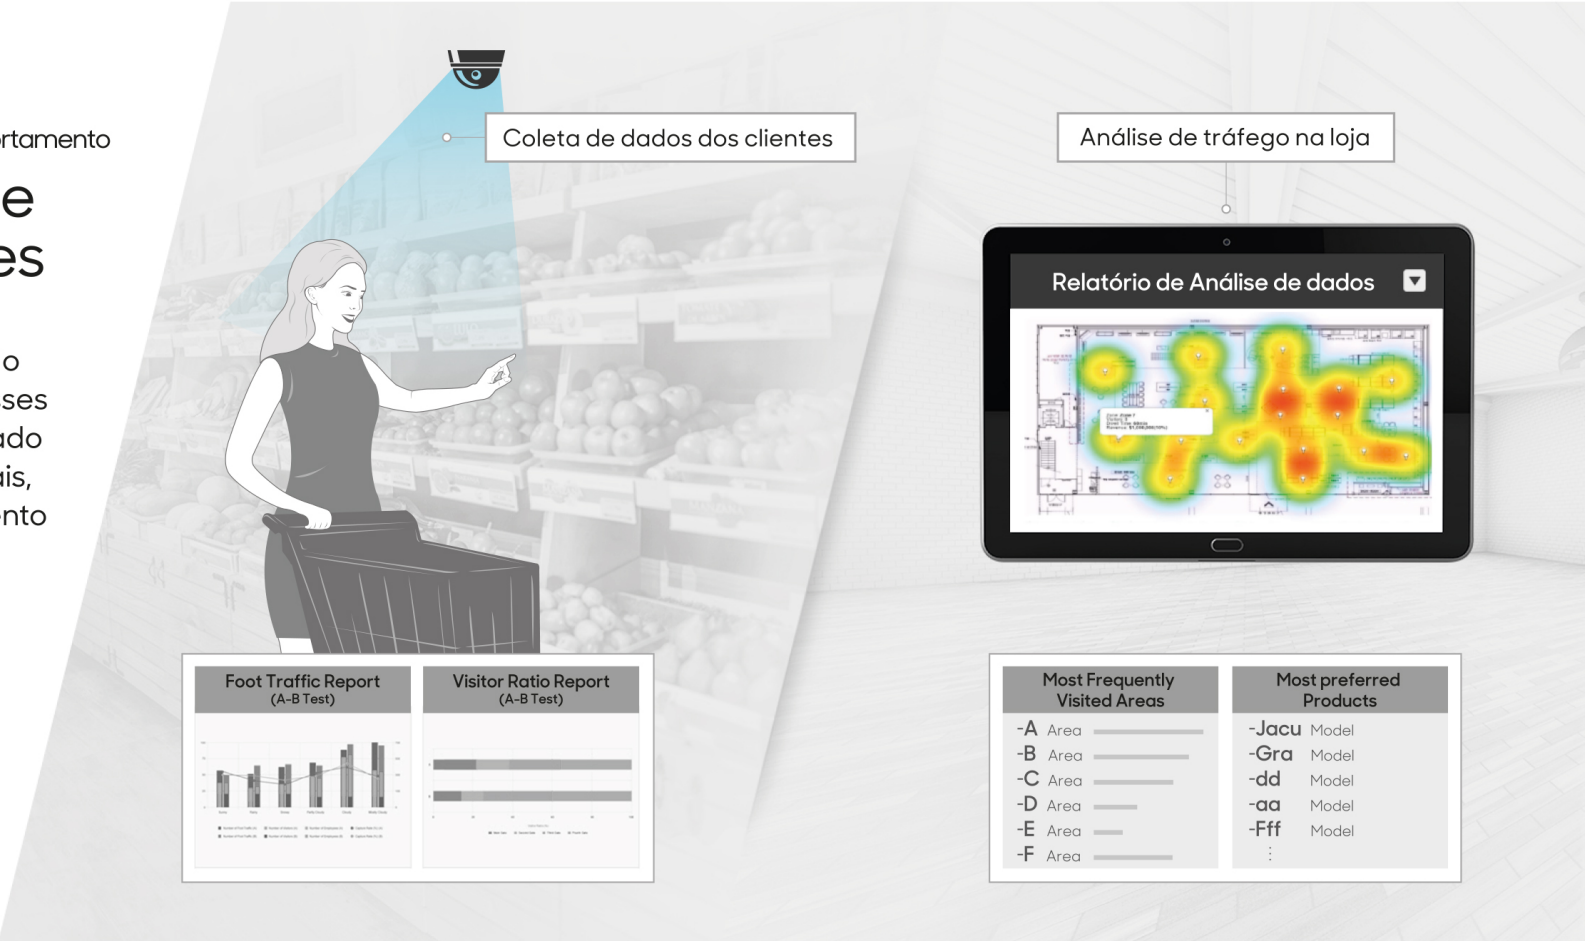 rtamento
e
es
o
sses
ado
is,
nto
Coleta de dados dos clientes
Análise de tráfego na loja
Relatório de Análise de dados
Foot Traffic Report
(A-B Test)
Visitor Ratio Report
(A-B Test)
Most Frequently
Visited Areas
-A Area
-B Area
-C Area
-D Area
-E Area
-F Area
Most preferred
Products
-Jacu Model
-Gra Model
-dd Model
-aa Model
-Fff Model